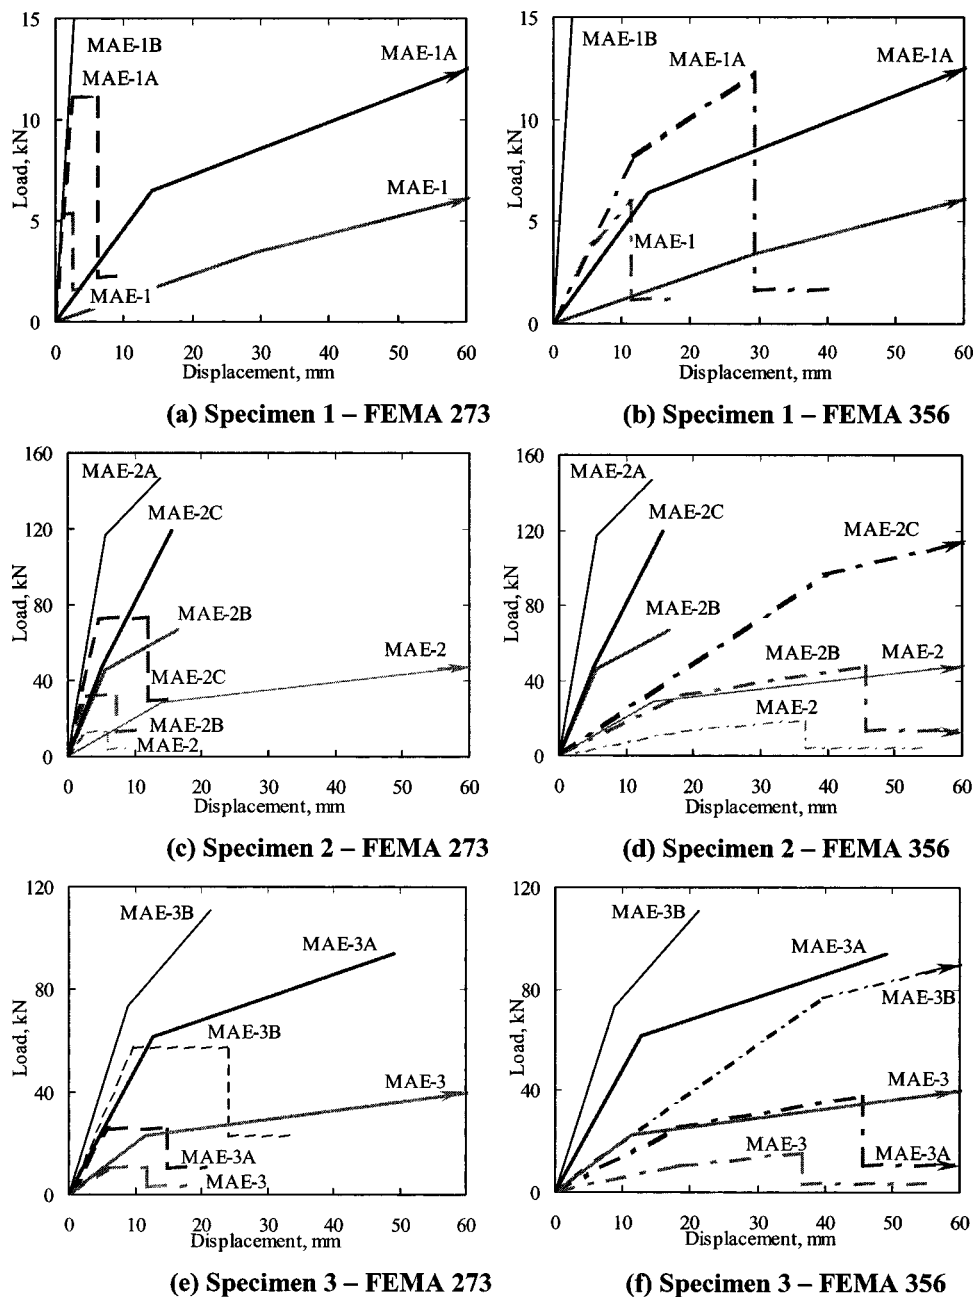 15
10
5
0
Load, kN
MAE-1B
MAE-1A
MAE-1A
MAE-1
MAE-1
0 10 20 30 40 50 60
Displacement, mm
(a) Specimen 1 – FEMA 273
15
10
5
0
Load, kN
MAE-1B
MAE-1A
MAE-1A
MAE-1
MAE-1
0 10 20 30 40 50 60
Displacement, mm
(b) Specimen 1 – FEMA 356
160
120
80
40
0
Load, kN
MAE-2A
MAE-2C
MAE-2B
MAE-2
MAE-2C
MAE-2B
MAE-2
0 10 20 30 40 50 60
Displacement, mm
(c) Specimen 2 – FEMA 273
160
120
80
40
0
Load, kN
MAE-2A
MAE-2C
MAE-2C
MAE-2B
MAE-2B
MAE-2
MAE-2
0 10 20 30 40 50 60
Displacement, mm
(d) Specimen 2 – FEMA 356
120
80
40
0
Load, kN
MAE-3B
MAE-3A
MAE-3B
MAE-3
MAE-3A
MAE-3
0 10 20 30 40 50 60
Displacement, mm
(e) Specimen 3 – FEMA 273
120
80
40
0
Load, kN
MAE-3B
MAE-3A
MAE-3B
MAE-3
MAE-3
MAE-3A
0 10 20 30 40 50 60
Displacement, mm
(f) Specimen 3 – FEMA 356